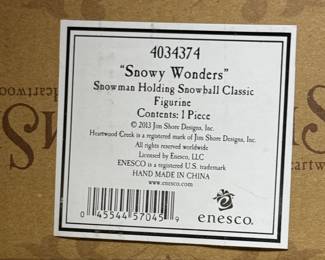 4034374
"Snowy Wonders"
Snowman Holding Snowball Classic
Figurine
Contents: 1 Piece
© 2013 Jim Shore Designs, Inc.
Heartwood Creek is a registered mark of Jim Shore Designs, Inc.
All rights reserved worldwide
Licensed by Enesco, LLC
ENESCO is a registered U.S. trademark
HAND MADE IN CHINA
www.enesco.com
0 45544 57045 9
enesco.